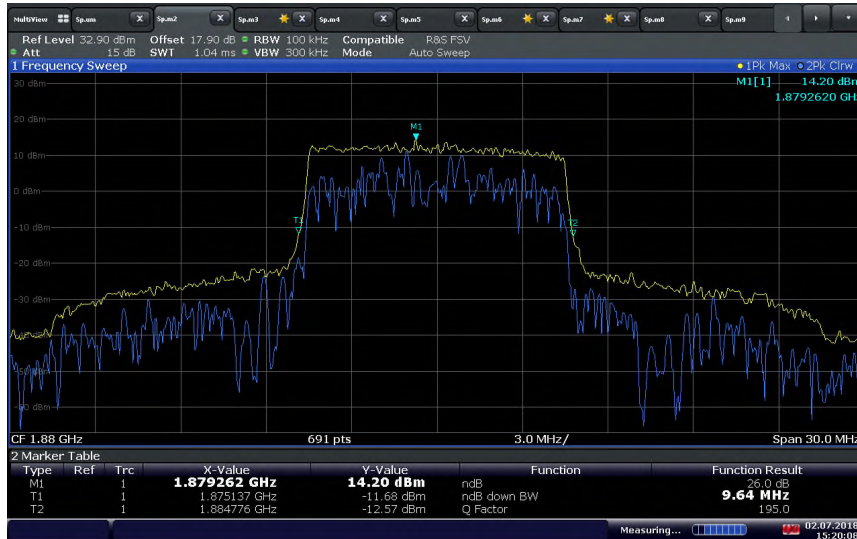 MultiView Sp.um X Sp.m2 X Sp.m3 X Sp.m4 X Sp.m5 X Sp.m6 X Sp.m7 X Sp.m8 X Sp.m9
Ref Level 32.90 dBm Offset 17.90 dB RBW 100 kHz Compatible R&S FSV
Att 15 dB SWT 1.04 ms VBW 300 kHz Mode Auto Sweep
1 Frequency Sweep 1Pk Max 2Pk Clrw
M1[1] 14.20 dBm
1.8792620 GHz
30 dBm
20 dBm
M1
10 dBm
0 dBm
T1
T2
-10 dBm
-20 dBm
-30 dBm
CF 1.88 GHz 691 pts 3.0 MHz/ Span 30.0 MHz
2 Marker Table
Type Ref Trc X-Value Y-Value Function Function Result
M1 1 1.879262 GHz 14.20 dBm ndB 26.0 dB
T1 1 1.875137 GHz -11.68 dBm ndB down BW 9.64 MHz
T2 1 1.884776 GHz -12.57 dBm Q Factor 195.0
Measuring... 02.07.2018
15:20:08